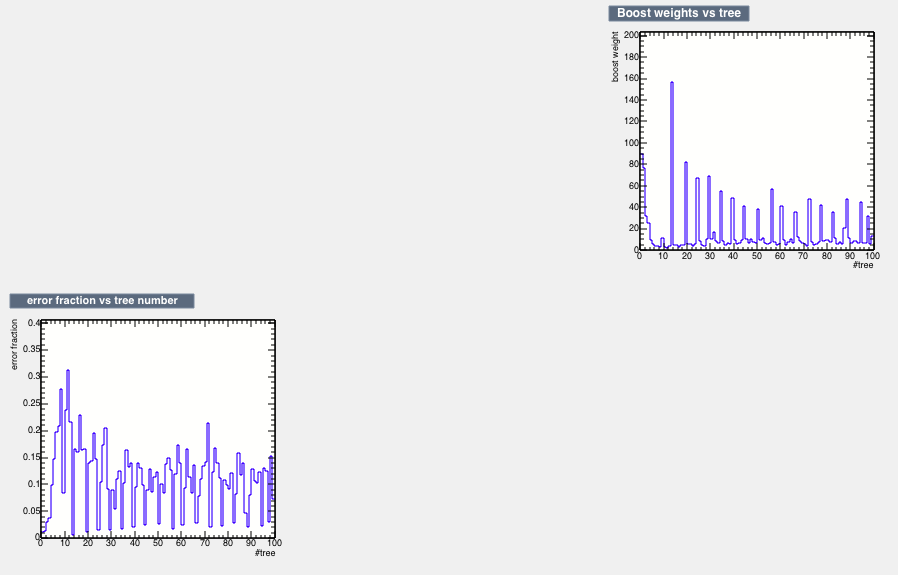 Boost weights vs tree
boost weight
200
180
160
140
120
100
80
60
40
20
0
0 10 20 30 40 50 60 70 80 90 100
#tree
error fraction vs tree number
error fraction
0.4
0.35
0.3
0.25
0.2
0.15
0.1
0.05
0
0 10 20 30 40 50 60 70 80 90 100
#tree